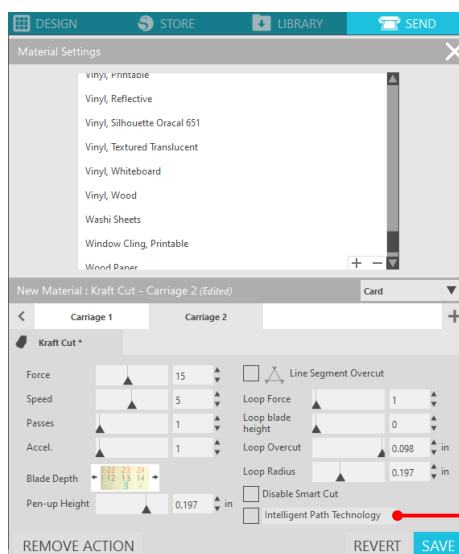 DESIGN STORE LIBRARY SEND
Material Settings
Vinyl, Printable
Vinyl, Reflective
Vinyl, Silhouette Oracal 651
Vinyl, Textured Translucent
Vinyl, Whiteboard
Vinyl, Wood
Washi Sheets
Window Cling, Printable
Wood Paper
+ −
New Material : Kraft Cut - Carriage 2 (Edited) Card
Carriage 1 Carriage 2 +
Kraft Cut *
Force 15 Line Segment Overcut
Speed 5 Loop Force 1
Passes 1 Loop blade height 0
Accel. 1 Loop Overcut 0.098 in
Blade Depth Loop Radius 0.197 in
Disable Smart Cut
Pen-up Height 0.197 in
Intelligent Path Technology
REMOVE ACTION REVERT SAVE